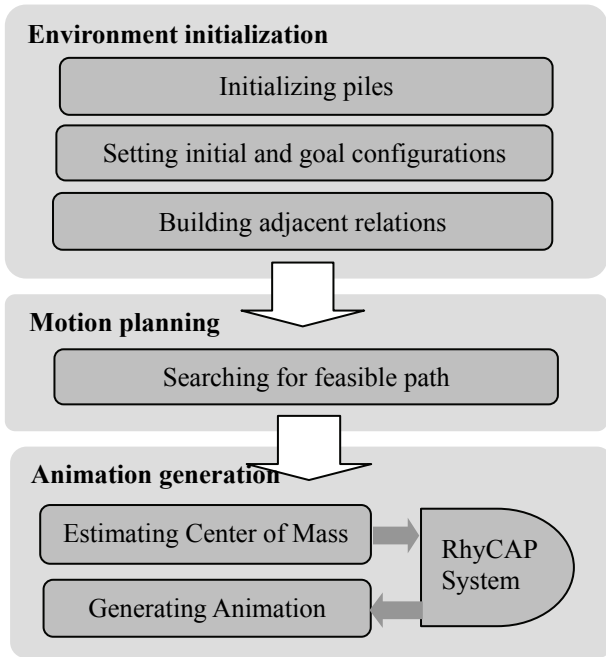 Environment initialization
Initializing piles
Setting initial and goal configurations
Building adjacent relations
Motion planning
Searching for feasible path
Animation generation
Estimating Center of Mass
RhyCAP
System
Generating Animation